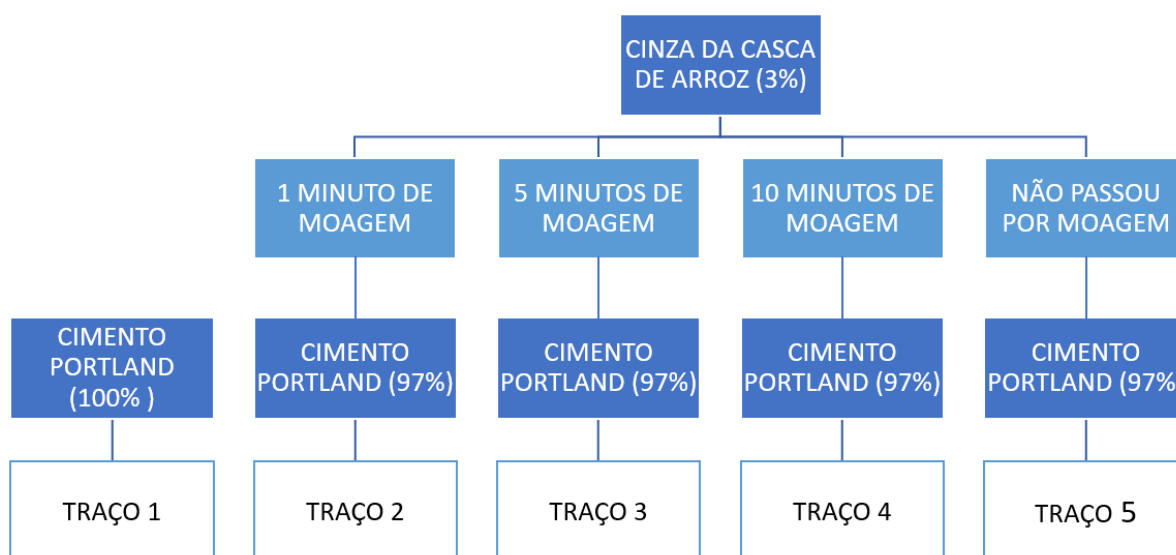 CINZA DA CASCA
DE ARROZ (3%)
1 MINUTO DE
MOAGEM
5 MINUTOS DE
MOAGEM
10 MINUTOS DE
MOAGEM
NÃO PASSOU
POR MOAGEM
CIMENTO
PORTLAND
(100% )
CIMENTO
PORTLAND (97%)
CIMENTO
PORTLAND (97%)
CIMENTO
PORTLAND (97%)
CIMENTO
PORTLAND (97%
TRAÇO 1
TRAÇO 2
TRAÇO 3
TRAÇO 4
TRAÇO 5